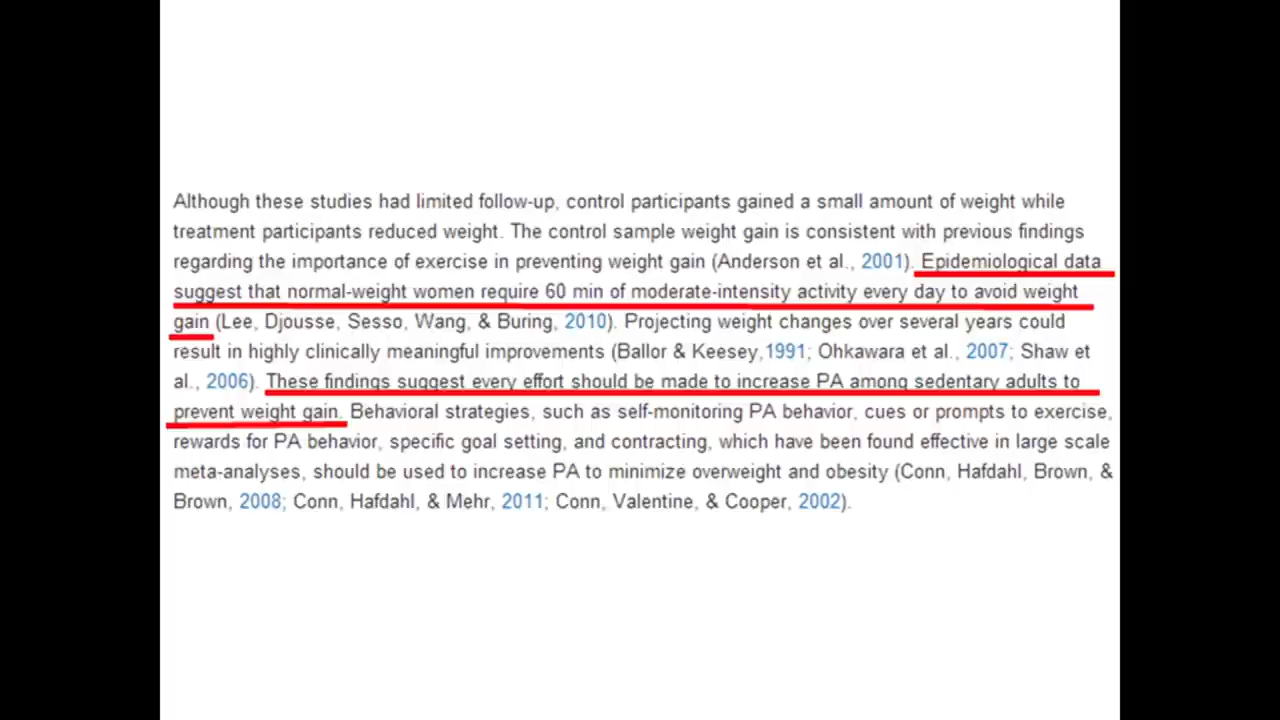 Although these studies had limited follow-up, control participants gained a small amount of weight while
treatment participants reduced weight. The control sample weight gain is consistent with previous findings
regarding the importance of exercise in preventing weight gain (Anderson et al., 2001). Epidemiological data
suggest that normal-weight women require 60 min of moderate-intensity activity every day to avoid weight
gain (Lee, Djousse, Sesso, Wang, & Buring, 2010). Projecting weight changes over several years could
result in highly clinically meaningful improvements (Ballor & Keesey,1991; Ohkawara et al., 2007; Shaw et
al., 2006). These findings suggest every effort should be made to increase PA among sedentary adults to
prevent weight gain. Behavioral strategies, such as self-monitoring PA behavior, cues or prompts to exercise,
rewards for PA behavior, specific goal setting, and contracting, which have been found effective in large scale
meta-analyses, should be used to increase PA to minimize overweight and obesity (Conn, Hafdahl, Brown, &
Brown, 2008; Conn, Hafdahl, & Mehr, 2011; Conn, Valentine, & Cooper, 2002).